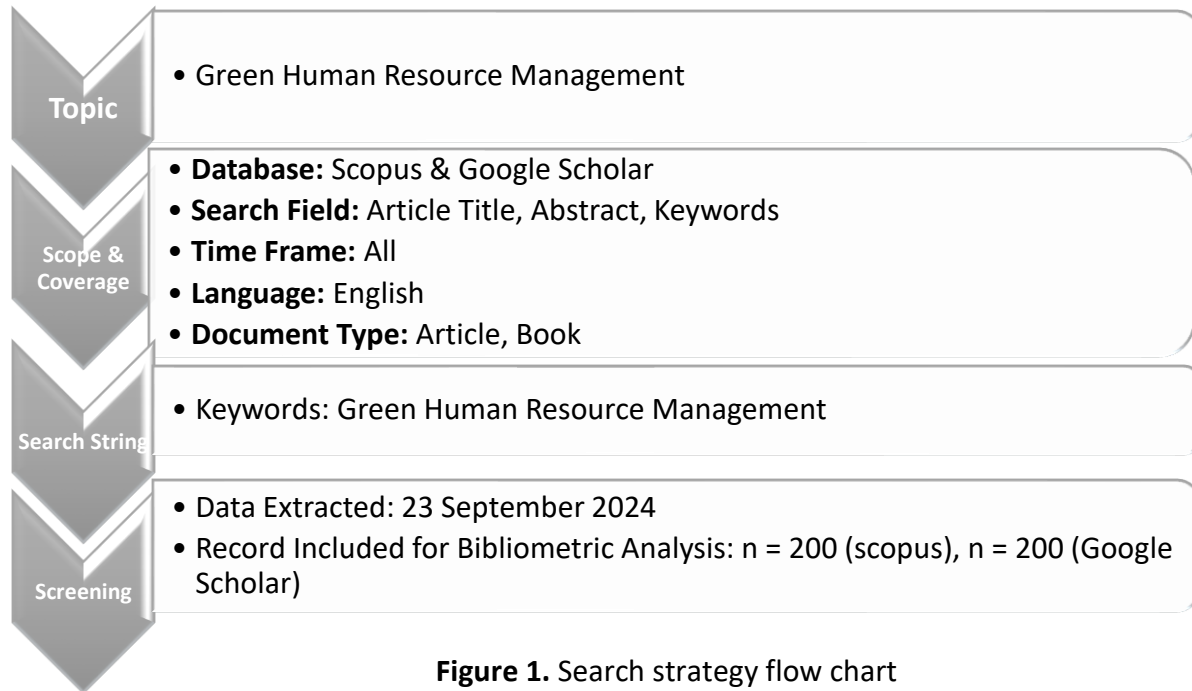 Topic
• Green Human Resource Management
Scope &
Coverage
• Database: Scopus & Google Scholar
• Search Field: Article Title, Abstract, Keywords
• Time Frame: All
• Language: English
• Document Type: Article, Book
Search String
• Keywords: Green Human Resource Management
Screening
• Data Extracted: 23 September 2024
• Record Included for Bibliometric Analysis: n = 200 (scopus), n = 200 (Google
Scholar)
Figure 1. Search strategy flow chart